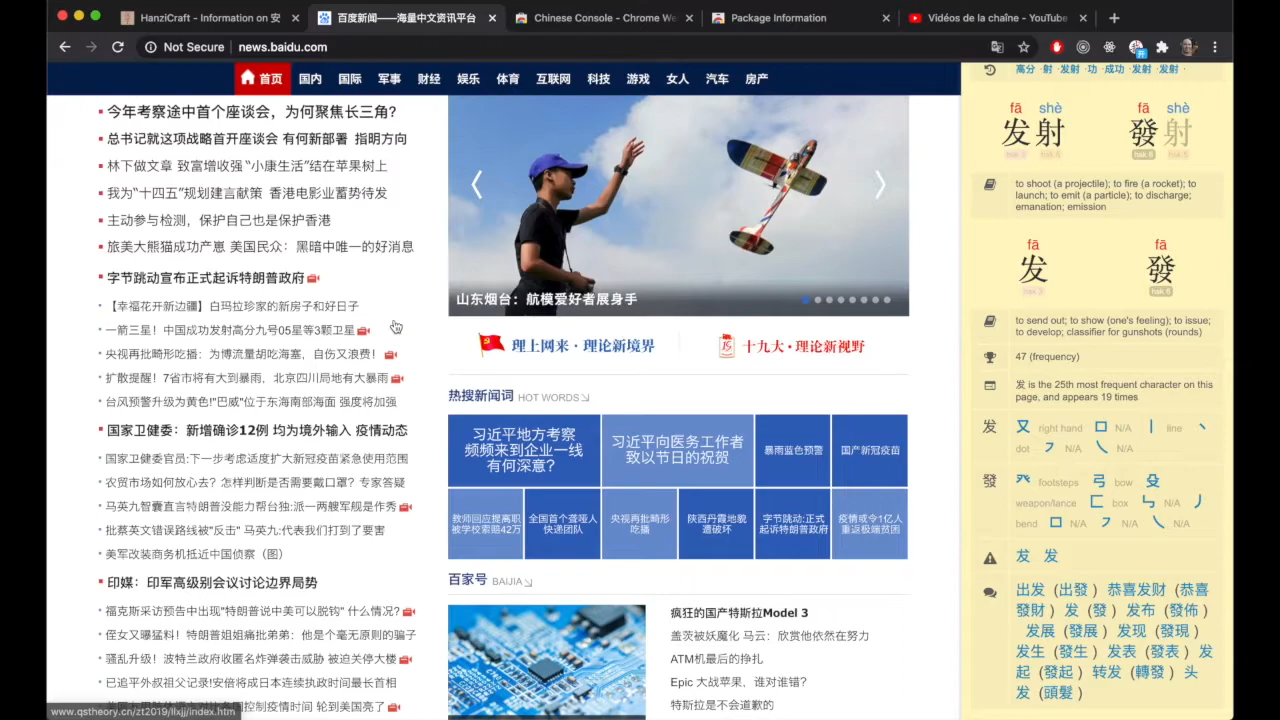 HanziCraft - Information on 安
百度新闻——海量中文资讯平台
Chinese Console - Chrome We
Package Information
Vidéos de la chaîne - YouTube
Not Secure | news.baidu.com
首页 国内 国际 军事 财经 娱乐 体育 互联网 科技 游戏 女人 汽车 房产
今年考察途中首个座谈会，为何聚焦长三角？
总书记就这项战略首开座谈会 有何新部署 指明方向
林下做文章 致富增收强 “小康生活”结在苹果树上
我为“十四五”规划建言献策 香港电影业蓄势待发
主动参与检测，保护自己也是保护香港
旅美大熊猫成功产崽 美国民众：黑暗中唯一的好消息
字节跳动宣布正式起诉特朗普政府
【幸福花开新边疆】白玛拉珍家的新房子和好日子
一箭三星！中国成功发射高分九号05星等3颗卫星
央视再批畸形吃播：为博流量胡吃海塞，自伤又浪费！
扩散提醒！7省市将有大到暴雨，北京四川局地有大暴雨
台风预警升级为黄色!"巴威"位于东海南部海面 强度将加强
国家卫健委：新增确诊12例 均为境外输入 疫情动态
国家卫健委官员:下一步考虑适度扩大新冠疫苗紧急使用范围
农贸市场如何放心去？怎样判断是否需要戴口罩？专家答疑
马英九智囊直言特朗普没能力帮台独:派一两艘军舰是作秀
批蔡英文错误路线被"反击" 马英九:代表我们打到了要害
美军改装商务机抵近中国侦察（图）
印媒：印军高级别会议讨论边界局势
福克斯采访预告中出现"特朗普说中美可以脱钩" 什么情况?
侄女又曝猛料！特朗普姐姐痛批弟弟：他是个毫无原则的骗子
骚乱升级！波特兰政府收匿名炸弹袭击威胁 被迫关停大楼
已追平外叔祖父记录!安倍将成日本连续执政时间最长首相
www.qstheory.cn/zt2019/llxjj/index.htm
山东烟台：航模爱好者展身手
理上网来·理论新境界
十九大·理论新视野
热搜新闻词 HOT WORDS
习近平地方考察
频频来到企业一线
有何深意？
习近平向医务工作者
致以节日的祝贺
暴雨蓝色预警
国产新冠疫苗
教师回应提离职
被学校索赔42万
全国首个聋哑人
快递团队
央视再批畸形
吃播
陕西丹霞地貌
遭破坏
字节跳动:正式
起诉特朗普政府
疫情或令1亿人
重返极端贫困
百家号 BAIJIA
疯狂的国产特斯拉Model 3
盖茨被妖魔化 马云：欣赏他依然在努力
ATM机最后的挣扎
Epic 大战苹果，谁对谁错?
特斯拉是不会道歉的
高分 ·射 ·发射 ·功 ·成功 ·发射 ·发射 ·
fā shè fā shè
发射 發射
hsk 3 hsk 6 hsk 6 hsk 5
to shoot (a projectile); to fire (a rocket); to
launch; to emit (a particle); to discharge;
emanation; emission
fā fā
发 發
hsk 3 hsk 6
to send out; to show (one's feeling); to issue;
to develop; classifier for gunshots (rounds)
47 (frequency)
发 is the 25th most frequent character on this
page, and appears 19 times
发 又 right hand 口 N/A 丨 line 丶
dot ㇇ N/A ㇏ N/A
發 癶 footsteps 弓 bow 殳
weapon/lance 匚 box ㄣ N/A 丿
bend 口 N/A ㇇ N/A ㇏ N/A
发 发
出发 (出發 ) 恭喜发财 (恭喜
發財 ) 发 (發 ) 发布 (發佈 )
发展 (發展 ) 发现 (發現 )
发生 (發生 ) 发表 (發表 ) 发
起 (發起 ) 转发 (轉發 ) 头
发 (頭髮 )